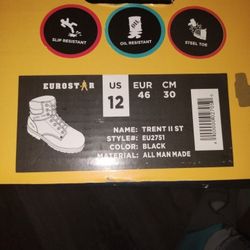 SLIP RESISTANT
OIL RESISTANT
STEEL TOE
EUROSTAR
US
12
EUR
46
CM
30
NAME: TRENT II ST
STYLE#: EU2751
COLOR: BLACK
MATERIAL: ALL MAN MADE